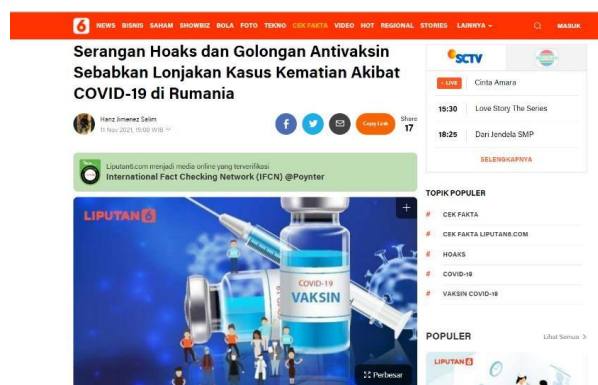 6 NEWS BISNIS SAHAM SHOWBIZ BOLA FOTO TEKNO CEK FAKTA VIDEO HOT REGIONAL STORIES LAINNYA MASUK
Serangan Hoaks dan Golongan Antivaksin
Sebabkan Lonjakan Kasus Kematian Akibat
COVID-19 di Rumania
Hanz Jimenez Salim
11 Nov 2021, 15:00 WIB
Copy Link
Share
17
Liputan6.com menjadi media online yang terverifikasi
International Fact Checking Network (IFCN) @Poynter
LIPUTAN 6
COVID-19
VAKSIN
Perbesar
SCTV
LIVE Cinta Amara
15:30 Love Story The Series
18:25 Dari Jendela SMP
SELENGKAPNYA
TOPIK POPULER
# CEK FAKTA
# CEK FAKTA LIPUTAN6.COM
# HOAKS
# COVID-19
# VAKSIN COVID-19
POPULER Lihat Semua
LIPUTAN 6